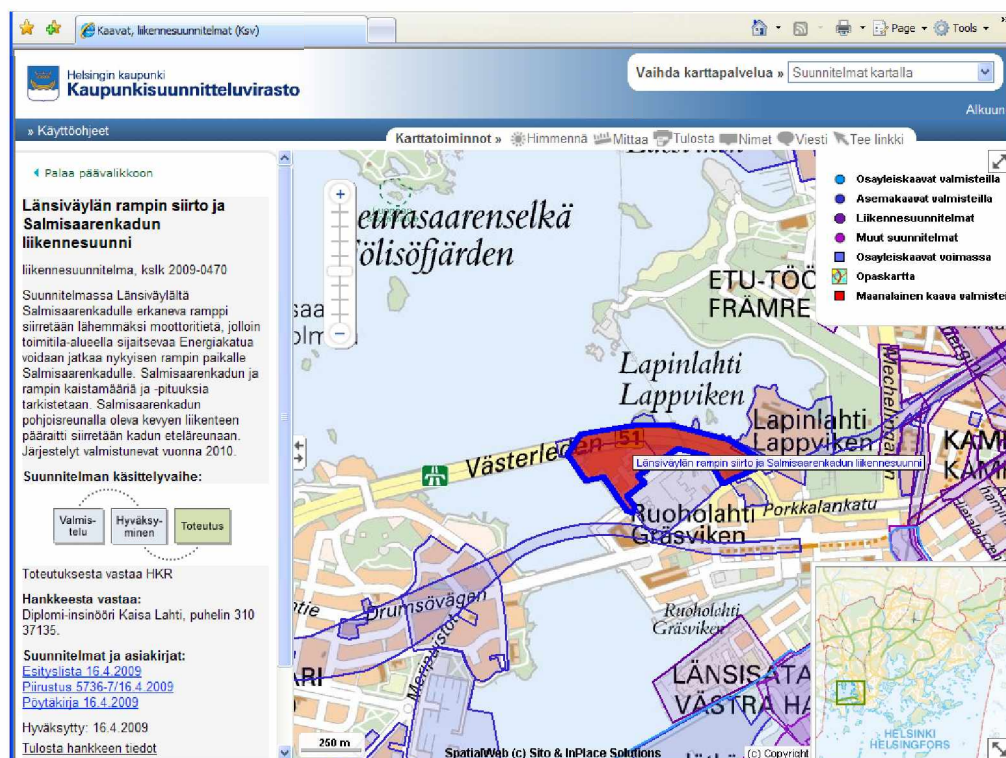 Kaavat, liikennesuunnitelmat (Ksv)
Page
Tools
Helsingin kaupunki
Kaupunkisuunnitteluvirasto
Vaihda karttapalvelua » Suunnitelmat kartalla
Alkuun
» Käyttöohjeet
Karttatoiminnot » Himmennä Mittaa Tulosta Nimet Viesti Tee linkki
Palaa päävalikkoon
Länsiväylän rampin siirto ja
Salmisaarenkadun
liikennesuunni
liikennesuunnitelma, kslk 2009-0470
Suunnitelmassa Länsiväylältä
Salmisaarenkadulle erkaneva ramppi
siirretään lähemmäksi moottoritietä, jolloin
toimitila-alueella sijaitsevaa Energiakatua
voidaan jatkaa nykyisen rampin paikalle
Salmisaarenkadulle. Salmisaarenkadun ja
rampin kaistamääriä ja -pituuksia
tarkistetaan. Salmisaarenkadun
pohjoisreunalla oleva kevyen liikenteen
pääraitti siirretään kadun eteläreunaan.
Järjestelyt valmistunevat vuonna 2010.
Suunnitelman käsittelyvaihe:
Valmis-
telu
Hyväksy-
minen
Toteutus
Toteutuksesta vastaa HKR
Hankkeesta vastaa:
Diplomi-insinööri Kaisa Lahti, puhelin 310
37135.
Suunnitelmat ja asiakirjat:
Esityslista 16.4.2009
Piirustus 5736-7/16.4.2009
Pöytäkirja 16.4.2009
Hyväksytty: 16.4.2009
Tulosta hankkeen tiedot
eurasaarenselkä
ölisöfjärden
Osayleiskaavat valmisteilla
Asemakaavat valmisteilla
Liikennesuunnitelmat
Muut suunnitelmat
Osayleiskaavat voimassa
Opaskartta
Maanalainen kaava valmistei
ETU-TÖÖ
FRÄMRE
Lapinlahti
Lappviken
Lapinlahti
Lappviken
Mechelingatan
KAM
KAM
Västerleden
51
Länsiväylän rampin siirto ja Salmisaarenkadun liikennesuunni
Ruoholahti
Gräsviken
Porkkalankatu
Drumsövägen
Ruoholahti
Gräsviken
LÄNSISATA
VÄSTRA HA
HELSINKI
HELSINGFORS
250 m
SpatialWeb (c) Sito & InPlace Solutions
(c) Copyright